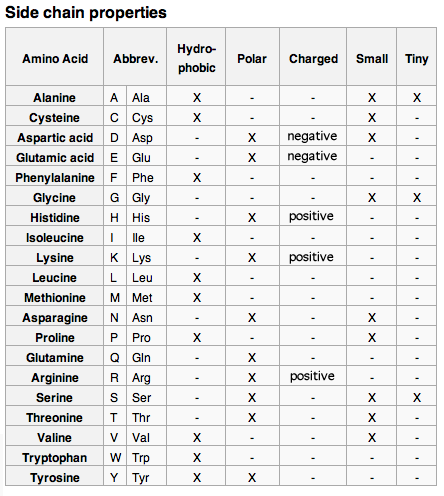 Side chain properties
Amino Acid Abbrev. Hydro-phobic Polar Charged Small Tiny
Alanine A Ala X - - X X
Cysteine C Cys X - - X -
Aspartic acid D Asp - X negative X -
Glutamic acid E Glu - X negative - -
Phenylalanine F Phe X - - - -
Glycine G Gly - - - X X
Histidine H His - X positive - -
Isoleucine I Ile X - - - -
Lysine K Lys - X positive - -
Leucine L Leu X - - - -
Methionine M Met X - - - -
Asparagine N Asn - X - X -
Proline P Pro X - - X -
Glutamine Q Gln - X - - -
Arginine R Arg - X positive - -
Serine S Ser - X - X X
Threonine T Thr - X - X -
Valine V Val X - - X -
Tryptophan W Trp X - - - -
Tyrosine Y Tyr X X - - -